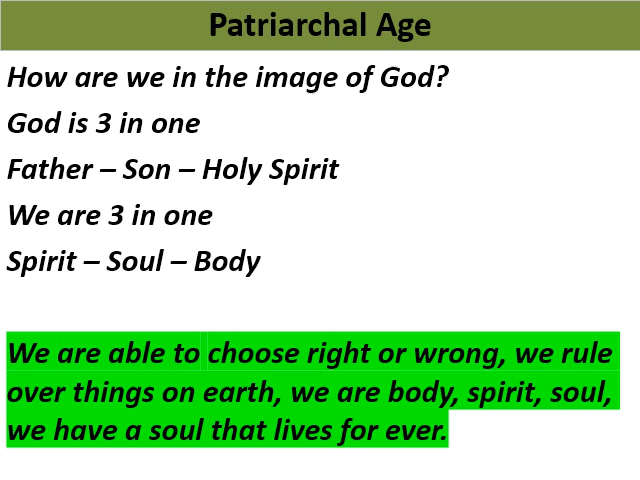 Patriarchal Age
How are we in the image of God?
God is 3 in one
Father – Son – Holy Spirit
We are 3 in one
Spirit – Soul – Body
We are able to choose right or wrong, we rule
over things on earth, we are body, spirit, soul,
we have a soul that lives for ever.